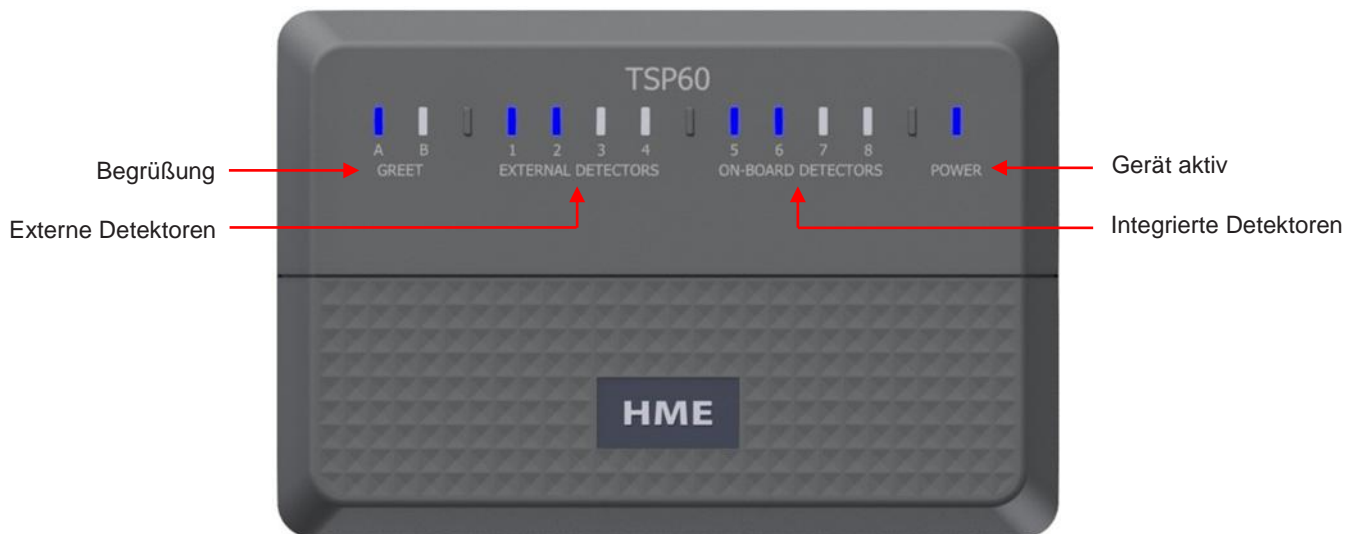 TSP60
A B 1 2 3 4 5 6 7 8
GREET EXTERNAL DETECTORS ON-BOARD DETECTORS POWER
Begrüßung
Gerät aktiv
Externe Detektoren
Integrierte Detektoren
HME